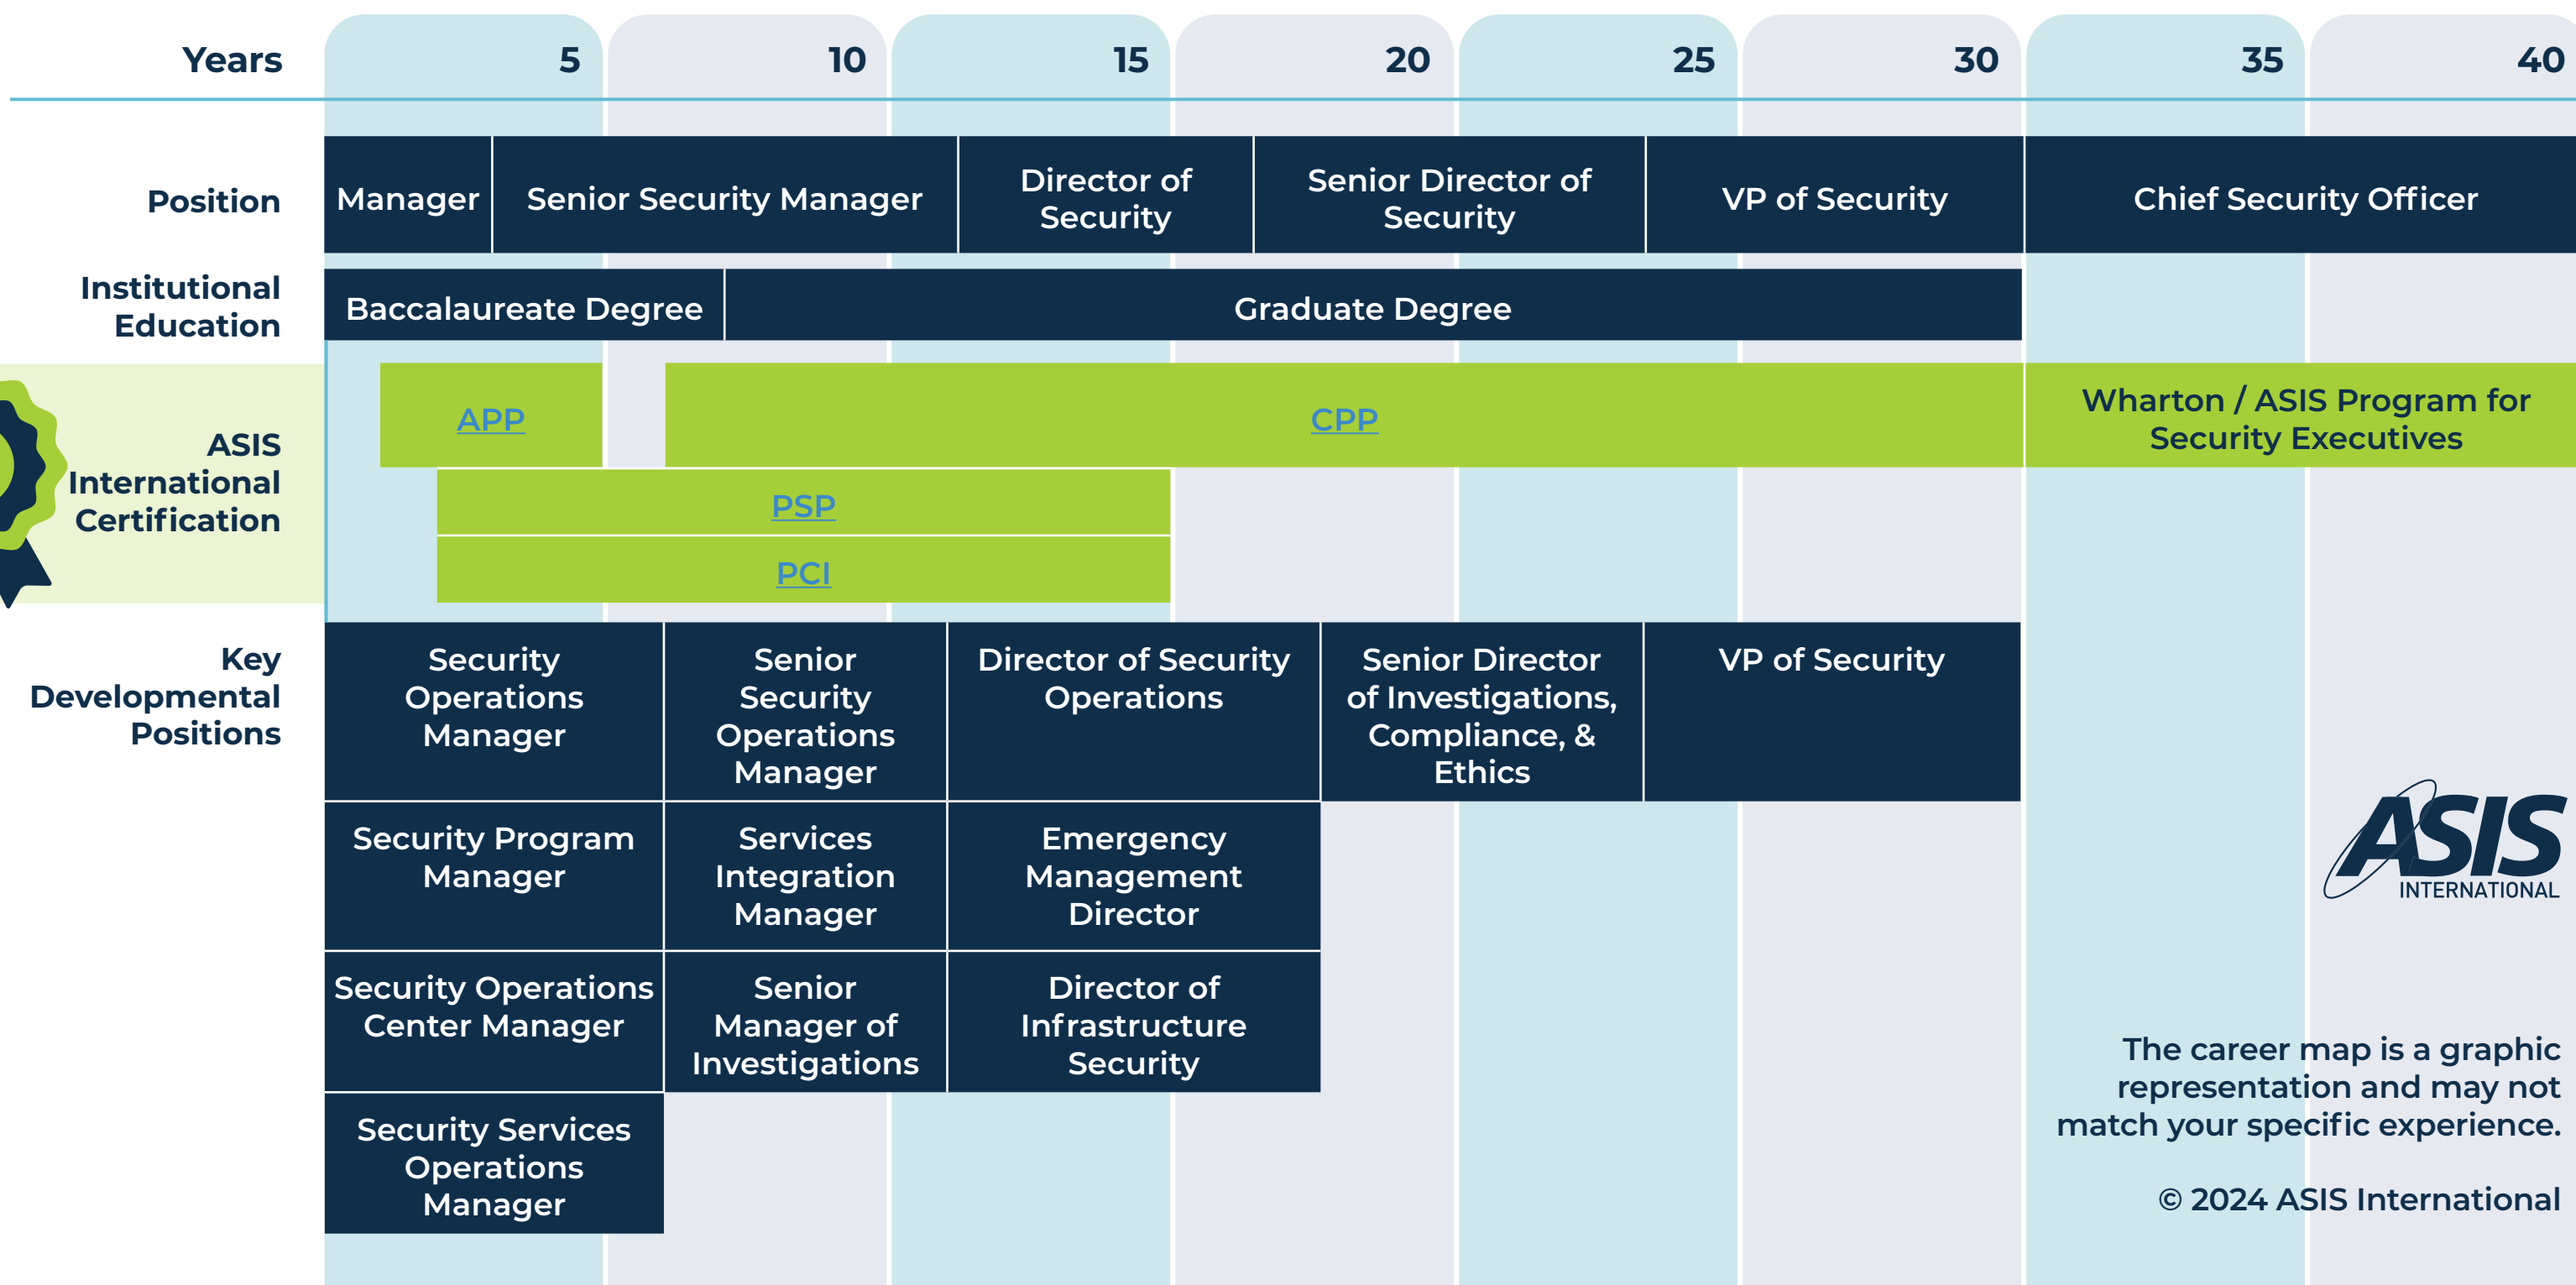 Years 5 10 15 20 25 30 35 40
Position
Manager
Senior Security Manager
Director of
Security
Senior Director of
Security
VP of Security
Chief Security Officer
Institutional
Education
Baccalaureate Degree
Graduate Degree
ASIS
International
Certification
APP
CPP
Wharton / ASIS Program for
Security Executives
PSP
PCI
Key
Developmental
Positions
Security
Operations
Manager
Senior
Security
Operations
Manager
Director of Security
Operations
Senior Director
of Investigations,
Compliance, &
Ethics
VP of Security
Security Program
Manager
Services
Integration
Manager
Emergency
Management
Director
Security Operations
Center Manager
Senior
Manager of
Investigations
Director of
Infrastructure
Security
Security Services
Operations
Manager
ASIS
INTERNATIONAL
The career map is a graphic
representation and may not
match your specific experience.
© 2024 ASIS International